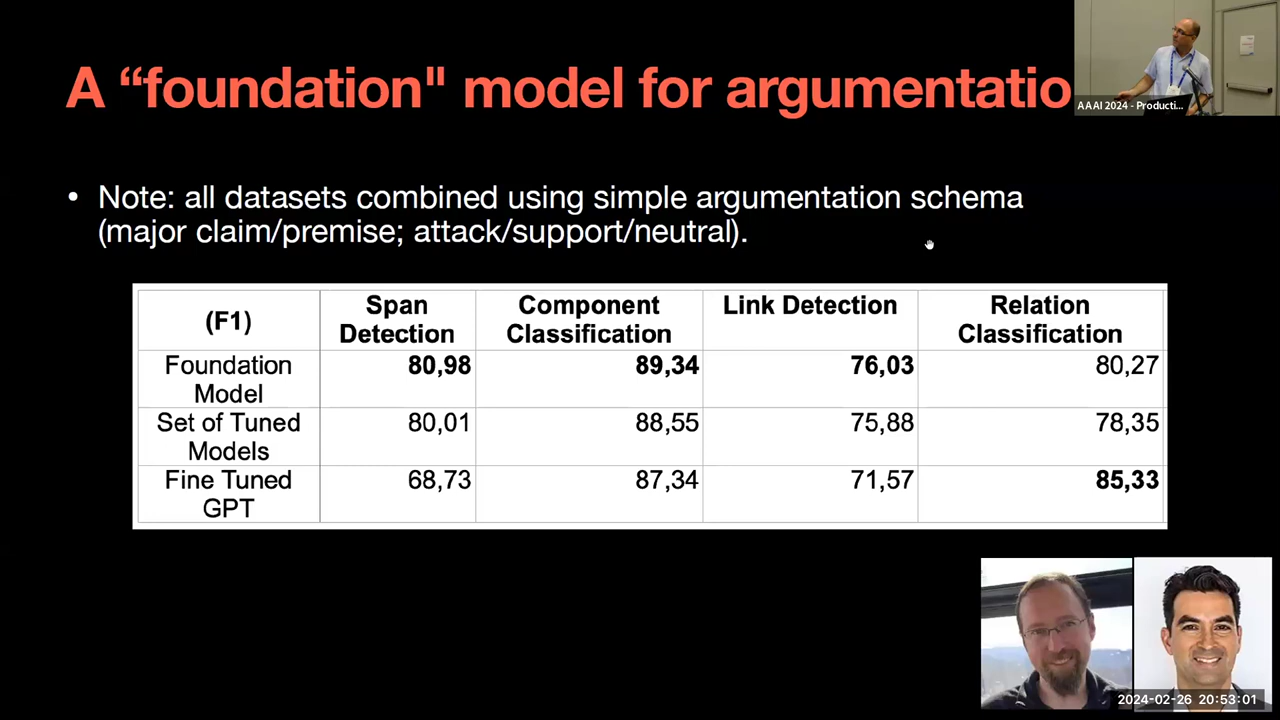 A “foundation" model for argumentatio
AAAI 2024 - Producti...
• Note: all datasets combined using simple argumentation schema
(major claim/premise; attack/support/neutral).
(F1) Span Detection Component Classification Link Detection Relation Classification
Foundation Model 80,98 89,34 76,03 80,27
Set of Tuned Models 80,01 88,55 75,88 78,35
Fine Tuned GPT 68,73 87,34 71,57 85,33
2024-02-26 20:53:01